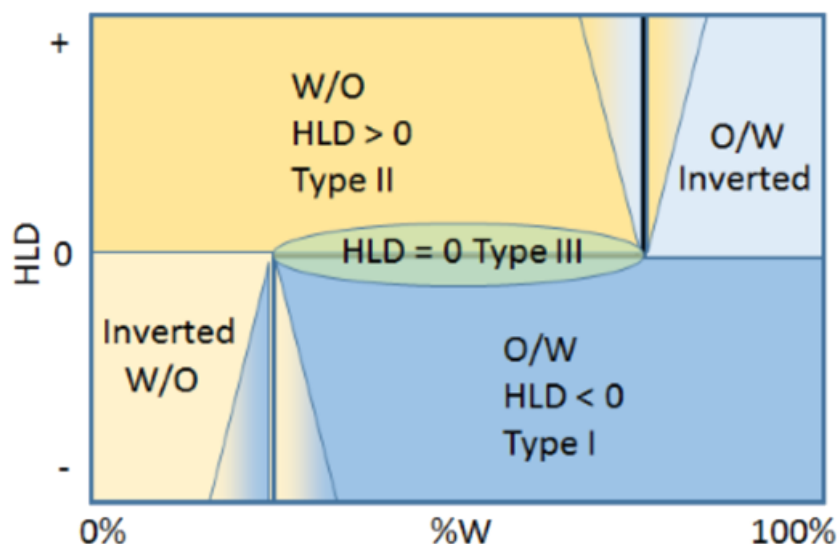 +
W/O
HLD > 0
Type II
O/W
Inverted
HLD
0
HLD = 0 Type III
Inverted
W/O
O/W
HLD < 0
Type I
-
0%
%W
100%